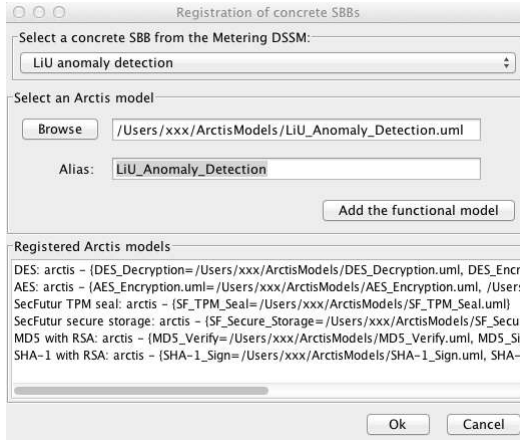 Registration of concrete SBBs
Select a concrete SBB from the Metering DSSM:
LiU anomaly detection
Select an Arctis model
Browse /Users/xxx/ArctisModels/LiU_Anomaly_Detection.uml
Alias: LiU_Anomaly_Detection
Add the functional model
Registered Arctis models
DES: arctis – {DES_Decryption=/Users/xxx/ArctisModels/DES_Decryption.uml, DES_Encr
AES: arctis – {AES_Encryption.uml=/Users/xxx/ArctisModels/AES_Encryption.uml, /Users
SecFutur TPM seal: arctis – {SF_TPM_Seal=/Users/xxx/ArctisModels/SF_TPM_Seal.uml}
SecFutur secure storage: arctis – {SF_Secure_Storage=/Users/xxx/ArctisModels/SF_Secu
MD5 with RSA: arctis – {MD5_Verify=/Users/xxx/ArctisModels/MD5_Verify.uml, MD5_Si
SHA-1 with RSA: arctis – {SHA-1_Sign=/Users/xxx/ArctisModels/SHA-1_Sign.uml, SHA-
Ok Cancel